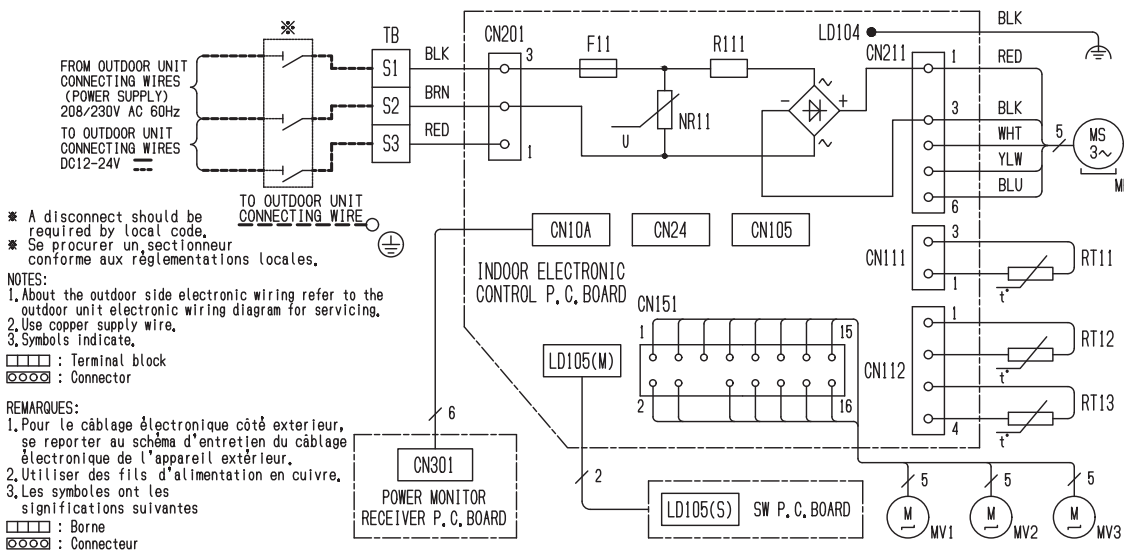 ※
TB
CN201
LD104
BLK
FROM OUTDOOR UNIT
CONNECTING WIRES
(POWER SUPPLY)
208/230V AC 60Hz
TO OUTDOOR UNIT
CONNECTING WIRES
DC12-24V
S1
S2
S3
BLK
BRN
RED
3
1
F11
R111
NR11
U
~
~
-
+
CN211
1
3
6
RED
BLK
WHT
YLW
BLU
5
MS
3~
TO OUTDOOR UNIT
CONNECTING WIRE
※ A disconnect should be
required by local code.
※ Se procurer un sectionneur
conforme aux réglementations locales.
NOTES:
1. About the outdoor side electronic wiring refer to the
outdoor unit electronic wiring diagram for servicing.
2. Use copper supply wire.
3. Symbols indicate.
: Terminal block
: Connector
REMARQUES:
1. Pour le câblage électronique côté exterieur,
se reporter au schéma d'entretien du câblage
électronique de l'appareil extérieur.
2. Utiliser des fils d'alimentation en cuivre.
3. Les symboles ont les
significations suivantes
: Borne
: Connecteur
CN10A
CN24
CN105
INDOOR ELECTRONIC
CONTROL P.C.BOARD
CN151
1
15
2
16
LD105(M)
6
CN301
POWER MONITOR
RECEIVER P.C.BOARD
2
LD105(S)
SW P.C.BOARD
CN111
3
1
RT11
t°
CN112
1
4
RT12
t°
RT13
t°
5
M
MV1
5
M
MV2
5
M
MV3